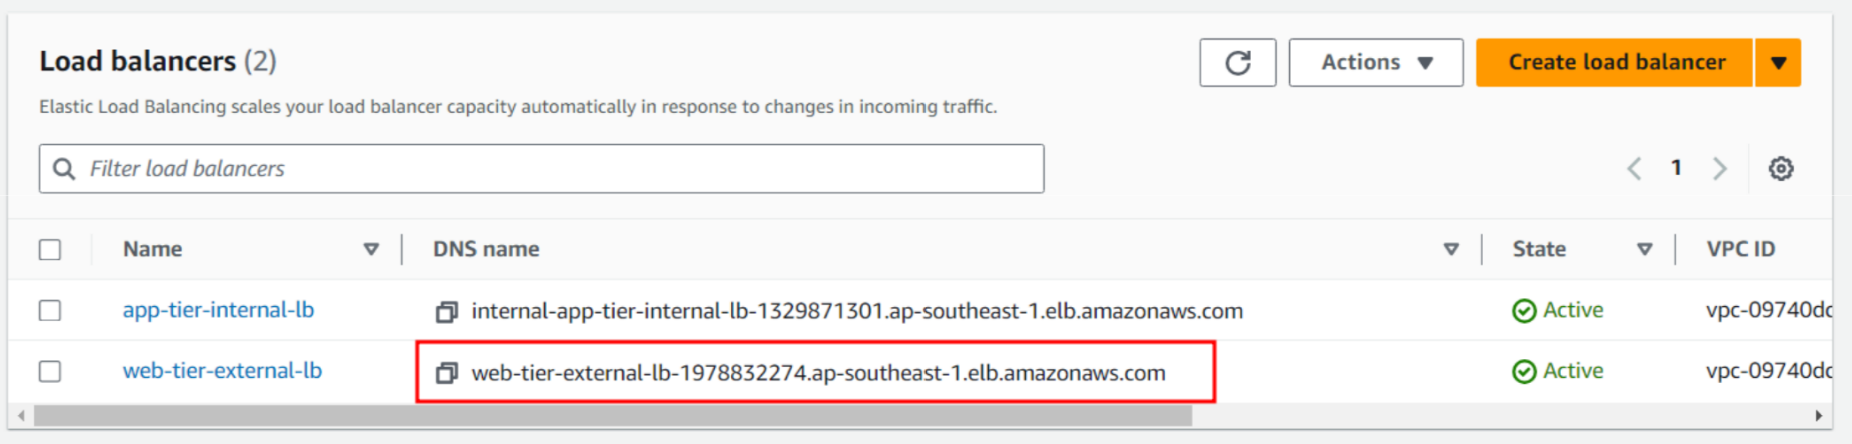 Load balancers (2)
Actions
Create load balancer
Elastic Load Balancing scales your load balancer capacity automatically in response to changes in incoming traffic.
Filter load balancers
1
Name DNS name State VPC ID
app-tier-internal-lb internal-app-tier-internal-lb-1329871301.ap-southeast-1.elb.amazonaws.com Active vpc-09740dc
web-tier-external-lb web-tier-external-lb-1978832274.ap-southeast-1.elb.amazonaws.com Active vpc-09740dc